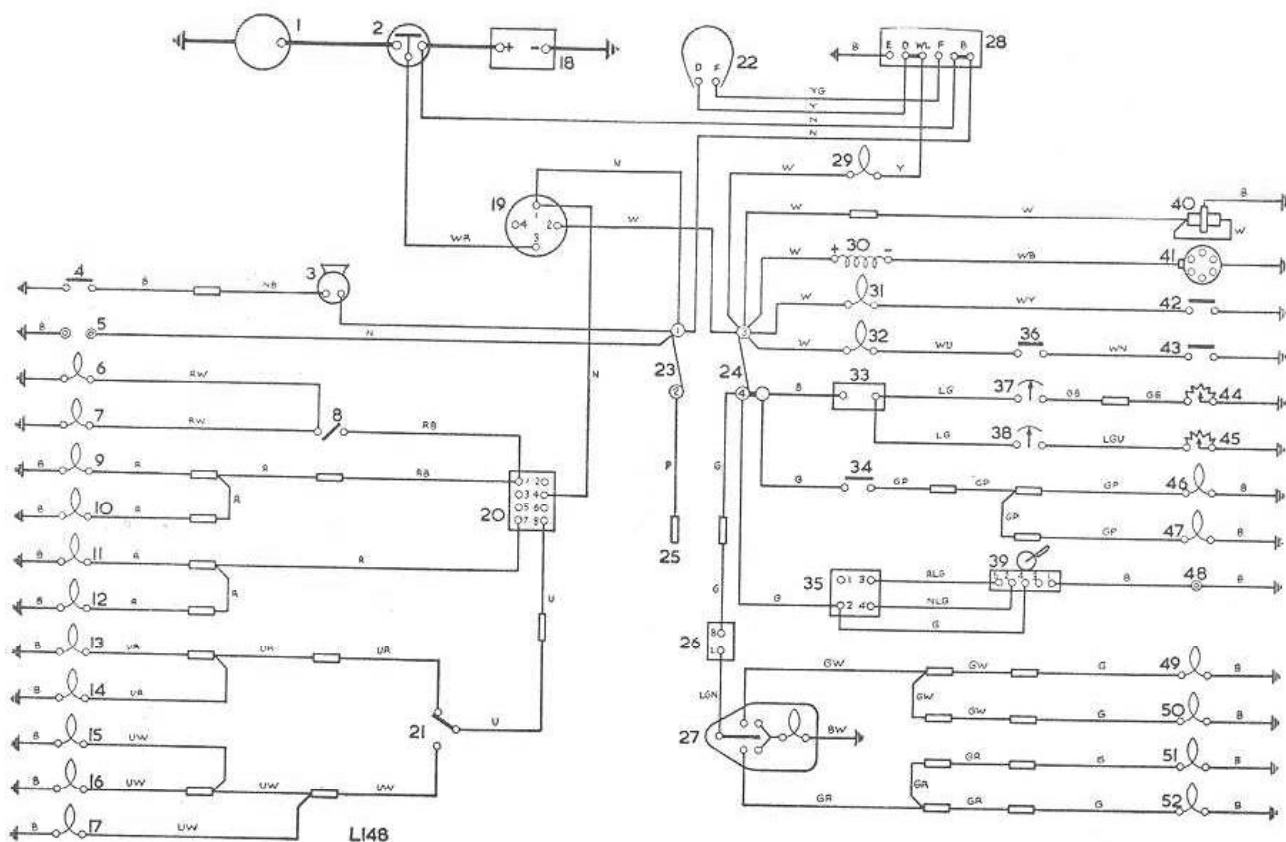 1 2 + - 18 22 D F B E D WL F B 28
YG
Y
N
N
29 W Y
N
19 1 4 2 3 W
WR
W W 40 B W
4 B NB 3
W + 30 - WB 41
W 31 WY 42
B 5 N
1 3
W 32 WU 36 WN 43
6 RW
23 2 N
24 4 B 33 LG 37 GB GB 44
7 RW 8 RB
LG 38 LGU 45
B 9 R R RB
P G
G 34 GP GP GP 46 B
B 10 R R
1 2 3 4 5 6 7 8 20
GP GP 47 B
25
B 11 R R
B 12 R R
U
G
35 1 3 2 4 RLG NLG G 39 B 48 B
G
26 B L
B 13 UR UR UR
B 14 UR
LGN
GW GW G 49 B
GW GW G 50 B
21 U
27 BW
B 15 UW
B 16 UW UW UW
GR G 51 B
GR
GR GR G 52 B
B 17 UW
L148